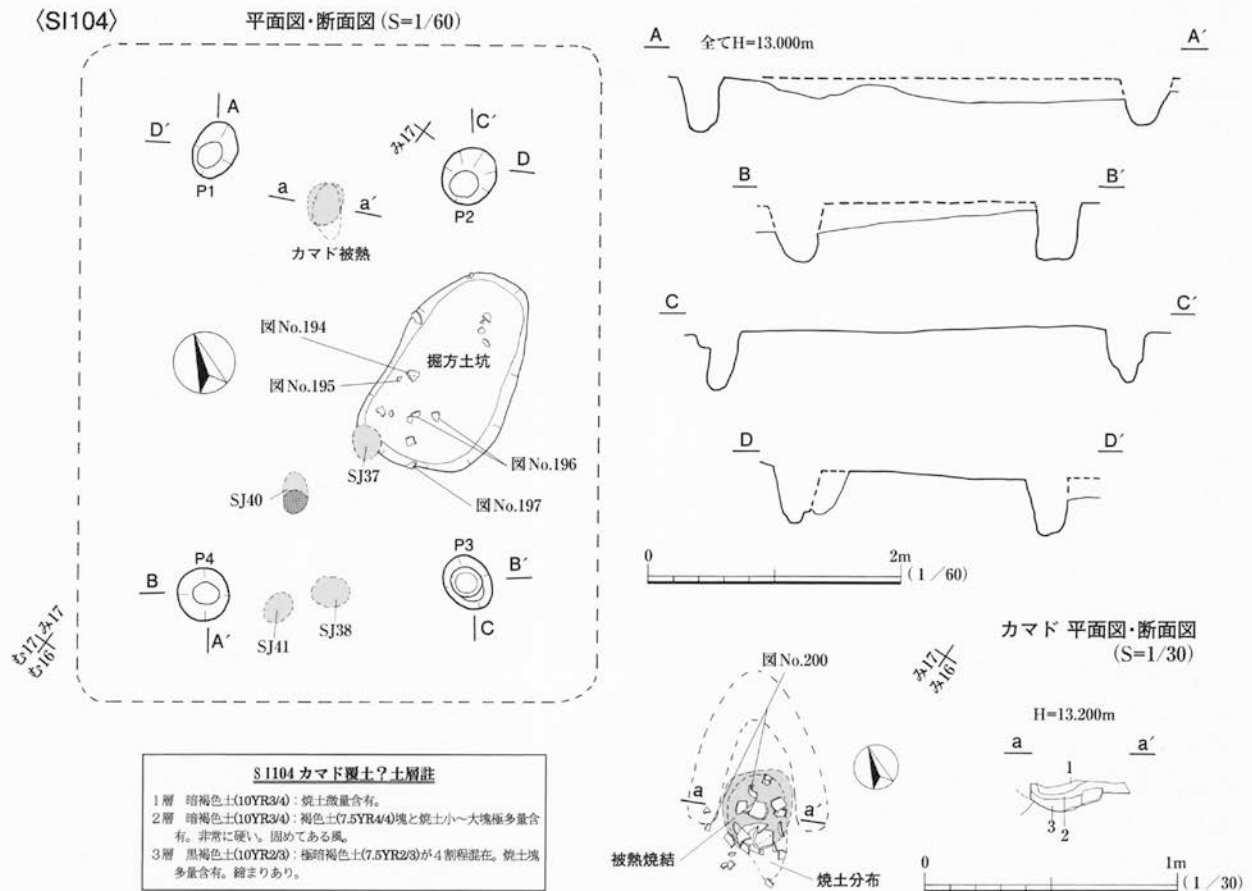 〈SI104〉
平面図・断面図 (S=1/60)
A
D´
P1
み17
C´
D
P2
a
a´
カマド被熱
図No.194
掘方土坑
図No.195
図No.196
SJ37
SJ40
図No.197
P4
B
A´
P3
B´
C
SJ41
SJ38
む17 み17
む16
A
全てH=13.000m
A´
B
B´
C
C´
D
D´
0
2m
(1/60)
カマド 平面図・断面図
(S=1/30)
図No.200
み17
み16
H=13.200m
a
a´
1
3
2
a
a´
被熱焼結
焼土分布
0
1m
(1/30)
SI104 カマド覆土?土層註
1層 暗褐色土(10YR3/4):焼土微量含有。
2層 暗褐色土(10YR3/4):褐色土(7.5YR4/4)塊と焼土小~大塊極多量含
有。非常に硬い。固めてある風。
3層 黒褐色土(10YR2/3):極暗褐色土(7.5YR2/3)が4割程混在。焼土塊
多量含有。締まりあり。